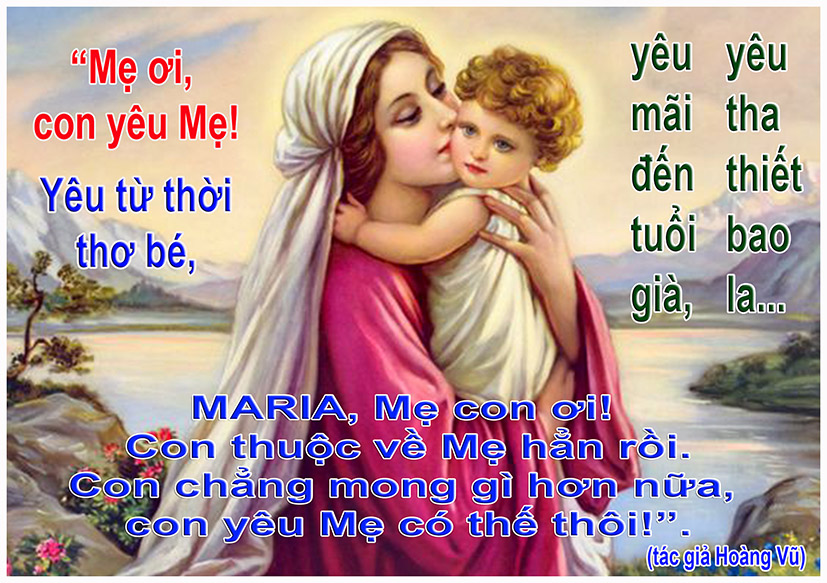 “Mẹ ơi,
con yêu Mẹ!
Yêu từ thời
thơ bé,
yêu
mãi
đến
tuổi
già,
yêu
tha
thiết
bao
la...
MARIA, Mẹ con ơi!
Con thuộc về Mẹ hẳn rồi.
Con chẳng mong gì hơn nữa,
con yêu Mẹ có thế thôi!”.
(tác giả Hoàng Vũ)